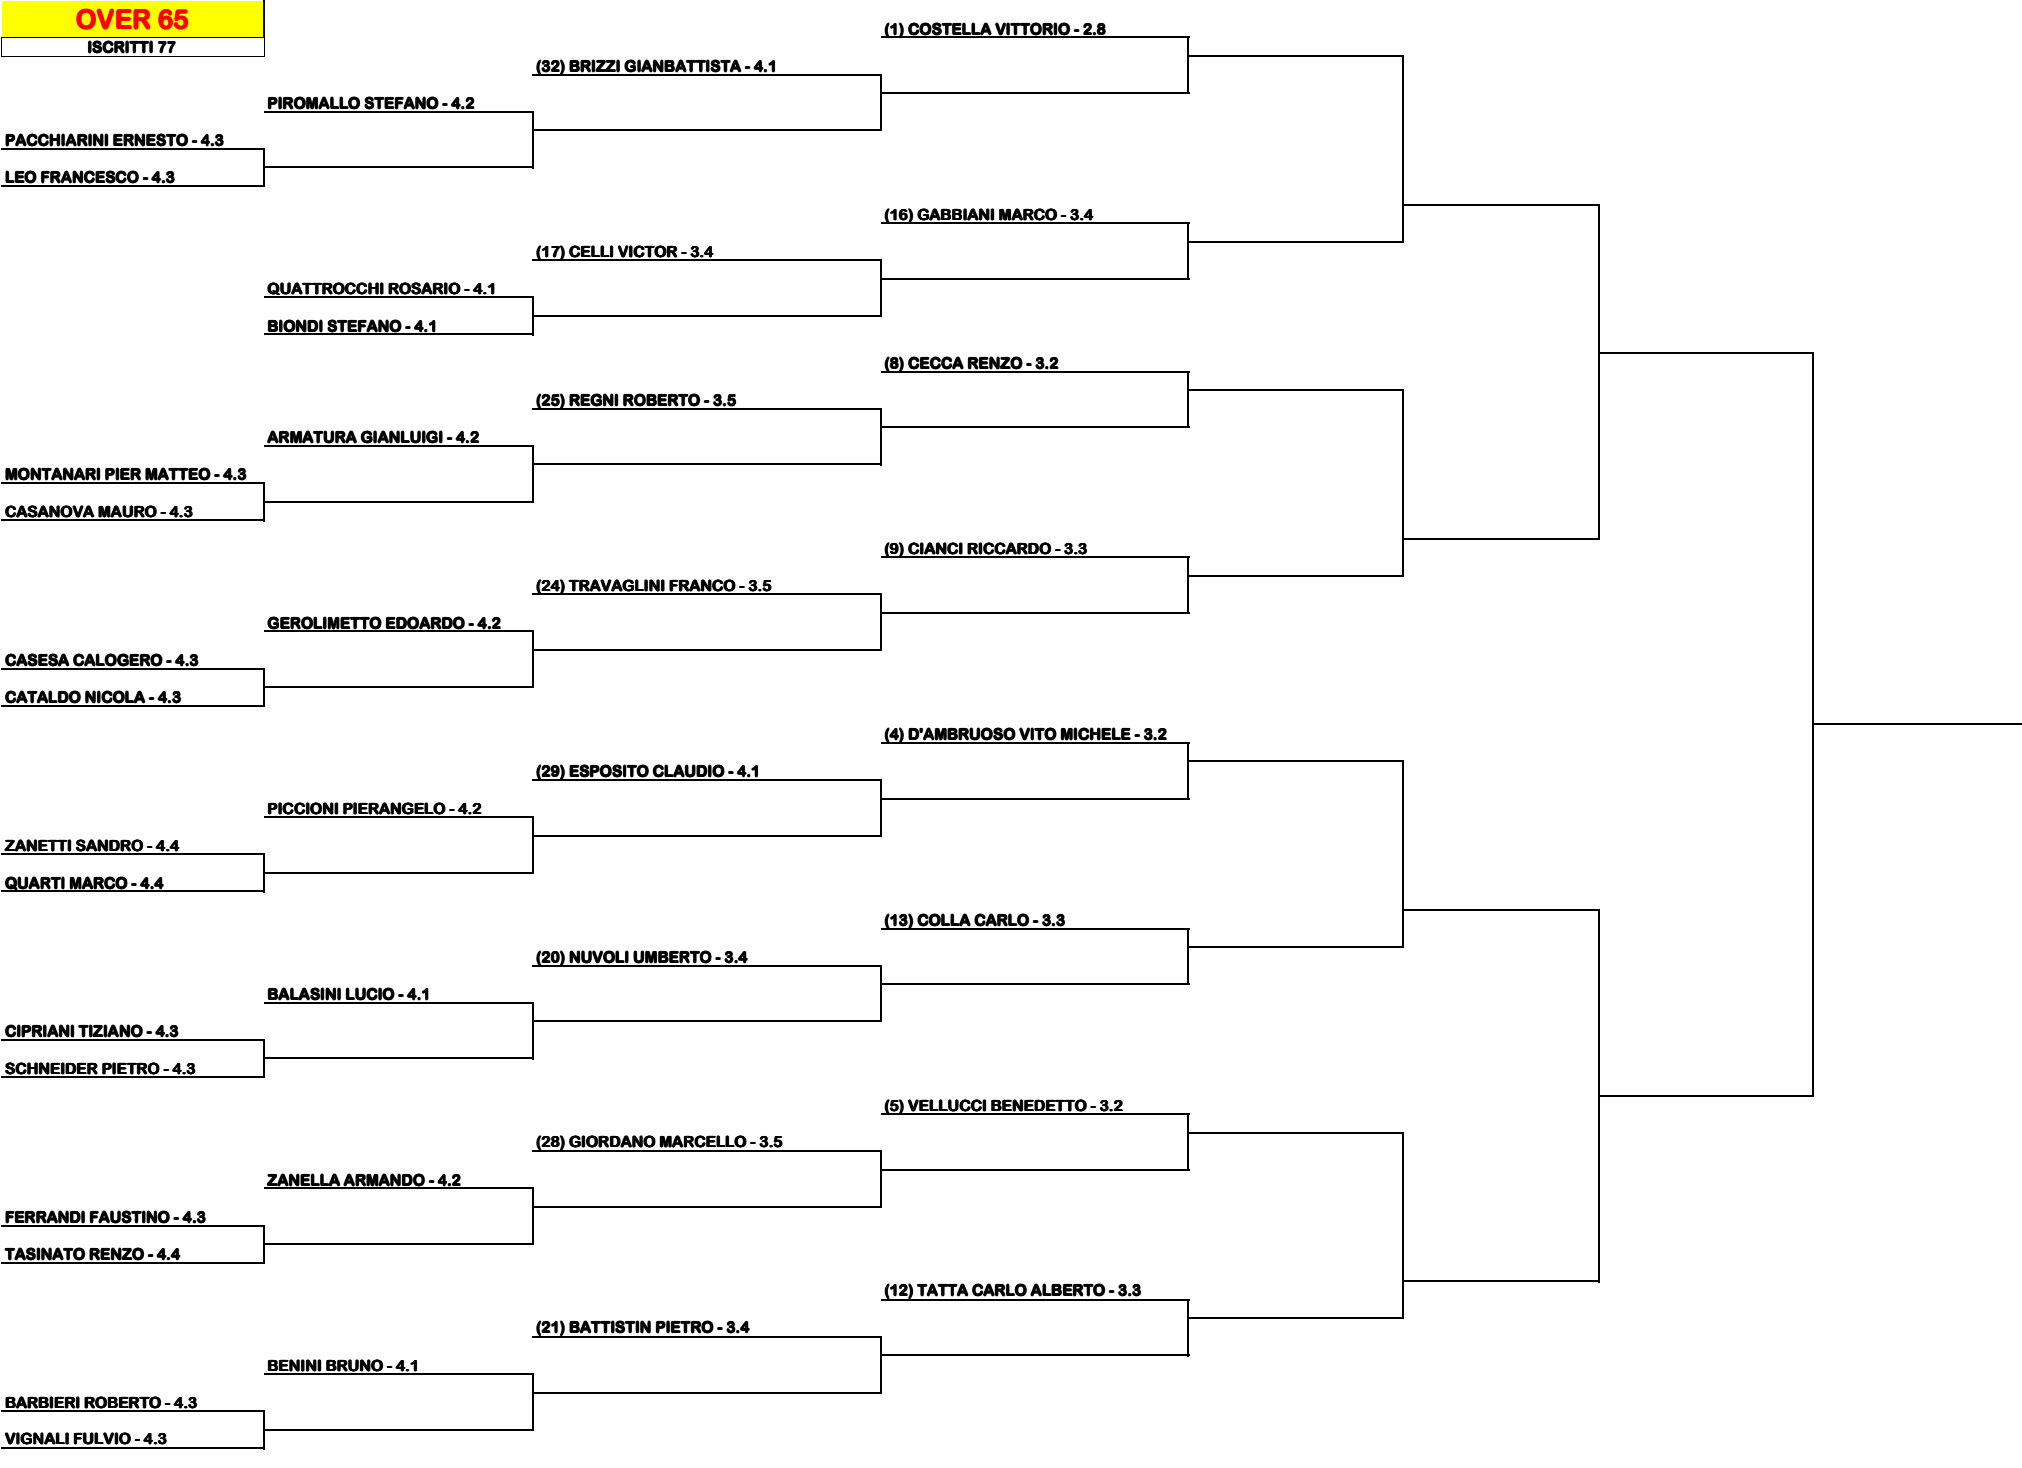 OVER 65
(1) COSTELLA VITTORIO - 2.8
ISCRITTI 77
(32) BRIZZI GIANBATTISTA - 4.1
PIROMALLO STEFANO - 4.2
PACCHIARINI ERNESTO - 4.3
LEO FRANCESCO - 4.3
(16) GABBIANI MARCO - 3.4
(17) CELLI VICTOR - 3.4
QUATTROCCHI ROSARIO - 4.1
BIONDI STEFANO - 4.1
(8) CECCA RENZO - 3.2
(25) REGNI ROBERTO - 3.5
ARMATURA GIANLUIGI - 4.2
MONTANARI PIER MATTEO - 4.3
CASANOVA MAURO - 4.3
(9) CIANCI RICCARDO - 3.3
(24) TRAVAGLINI FRANCO - 3.5
GEROLIMETTO EDOARDO - 4.2
CASESA CALOGERO - 4.3
CATALDO NICOLA - 4.3
(4) D'AMBRUOSO VITO MICHELE - 3.2
(29) ESPOSITO CLAUDIO - 4.1
PICCIONI PIERANGELO - 4.2
ZANETTI SANDRO - 4.4
QUARTI MARCO - 4.4
(13) COLLA CARLO - 3.3
(20) NUVOLI UMBERTO - 3.4
BALASINI LUCIO - 4.1
CIPRIANI TIZIANO - 4.3
SCHNEIDER PIETRO - 4.3
(5) VELLUCCI BENEDETTO - 3.2
(28) GIORDANO MARCELLO - 3.5
ZANELLA ARMANDO - 4.2
FERRANDI FAUSTINO - 4.3
TASINATO RENZO - 4.4
(12) TATTA CARLO ALBERTO - 3.3
(21) BATTISTIN PIETRO - 3.4
BENINI BRUNO - 4.1
BARBIERI ROBERTO - 4.3
VIGNALI FULVIO - 4.3